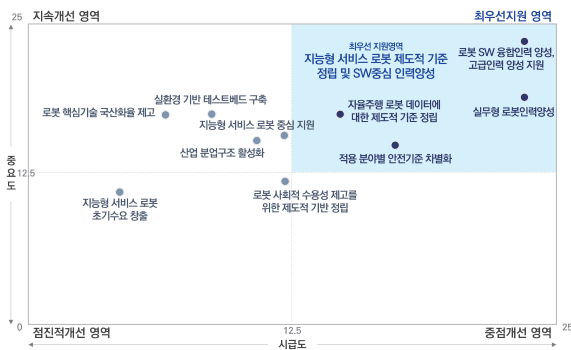 25
지속개선 영역
최우선지원 영역
최우선 지원영역
지능형 서비스 로봇 제도적 기준
정립 및 SW중심 인력양성
로봇 SW 융합인력 양성,
고급인력 양성 지원
실환경 기반 테스트베드 구축
로봇 핵심기술 국산화율 제고
지능형 서비스 로봇 중심 지원
자율주행 로봇 데이터에
대한 제도적 기준 정립
실무형 로봇인력양성
산업 분업구조 활성화
적용 분야별 안전기준 차별화
중요도
12.5
지능형 서비스 로봇
초기수요 창출
로봇 사회적 수용성 제고를
위한 제도적 기반 정립
0
점진적개선 영역
12.5
중점개선 영역
25
시급도